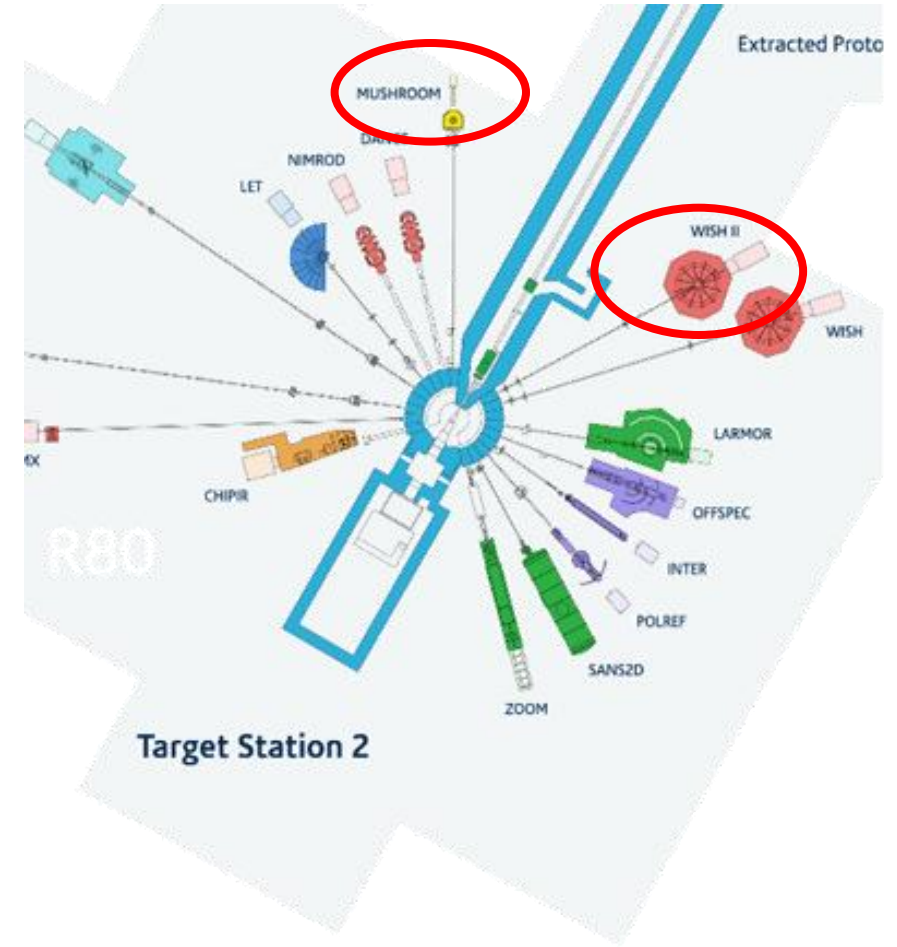 Extracted Proto
MUSHROOM
NIMROD
LET
WISH II
WISH
LARMOR
CHIPIR
OFFSPEC
R80
INTER
POLREF
SANS2D
ZOOM
Target Station 2